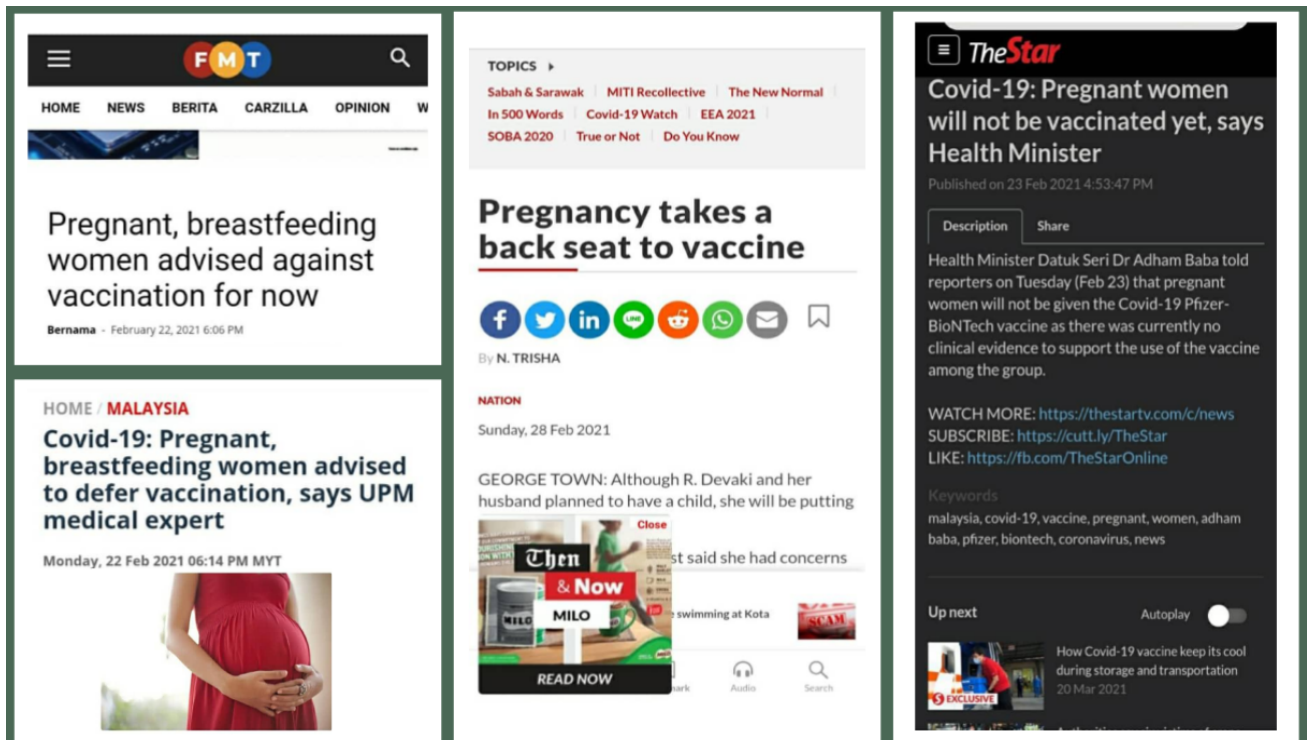 FMT
HOME NEWS BERITA CARZILLA OPINION W
Pregnant, breastfeeding
women advised against
vaccination for now
Bernama - February 22, 2021 6:06 PM
HOME / MALAYSIA
Covid-19: Pregnant,
breastfeeding women advised
to defer vaccination, says UPM
medical expert
Monday, 22 Feb 2021 06:14 PM MYT
TOPICS
Sabah & Sarawak MITI Recollective The New Normal
In 500 Words Covid-19 Watch EEA 2021
SOBA 2020 True or Not Do You Know
Pregnancy takes a
back seat to vaccine
f in LINE
By N. TRISHA
NATION
Sunday, 28 Feb 2021
GEORGE TOWN: Although R. Devaki and her
husband planned to have a child, she will be putting
Close
st said she had concerns
Then
& Now
MILO
MILO
READ NOW
swimming at Kota
SCAM
mark Audio Search
TheStar
Covid-19: Pregnant women
will not be vaccinated yet, says
Health Minister
Published on 23 Feb 2021 4:53:47 PM
Description Share
Health Minister Datuk Seri Dr Adham Baba told
reporters on Tuesday (Feb 23) that pregnant
women will not be given the Covid-19 Pfizer-
BioNTech vaccine as there was currently no
clinical evidence to support the use of the vaccine
among the group.
WATCH MORE: https://thestartv.com/c/news
SUBSCRIBE: https://cutt.ly/TheStar
LIKE: https://fb.com/TheStarOnline
Keywords
malaysia, covid-19, vaccine, pregnant, women, adham
baba, pfizer, biontech, coronavirus, news
Up next Autoplay
How Covid-19 vaccine keep its cool
during storage and transportation
20 Mar 2021
EXCLUSIVE